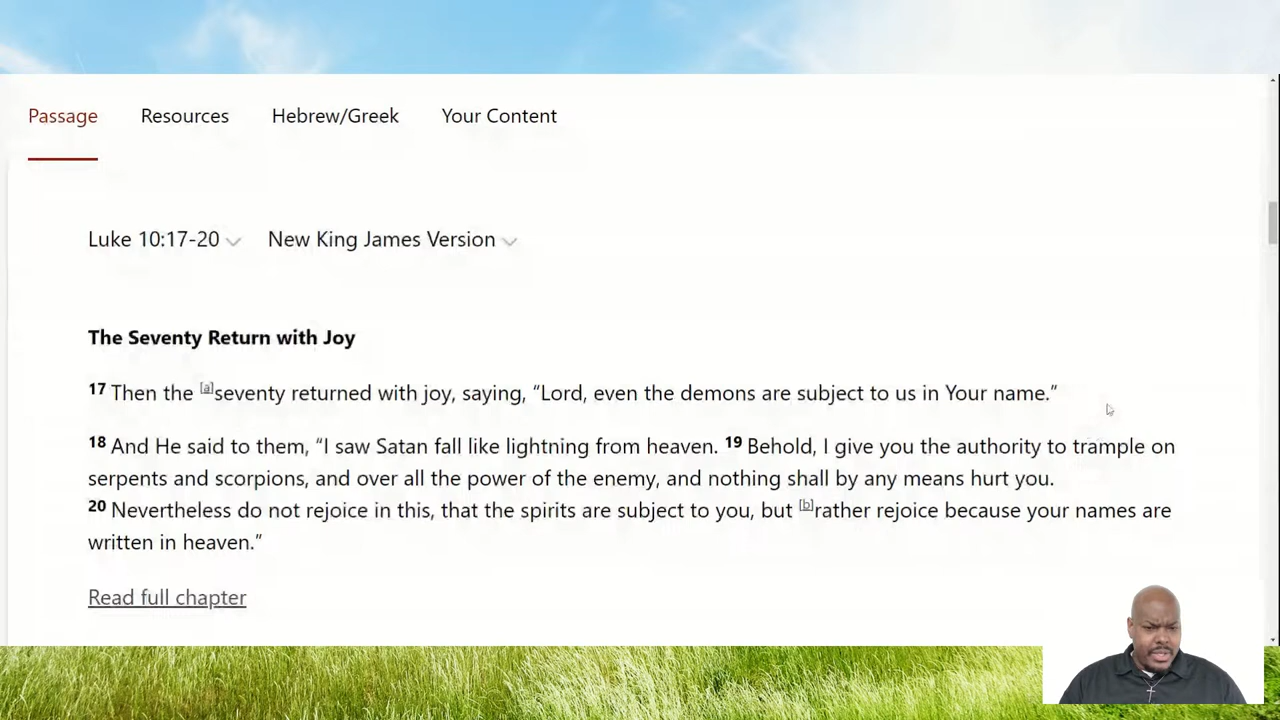 Passage Resources Hebrew/Greek Your Content
Luke 10:17-20 New King James Version
The Seventy Return with Joy
17 Then the [a]seventy returned with joy, saying, “Lord, even the demons are subject to us in Your name.”
18 And He said to them, “I saw Satan fall like lightning from heaven. 19 Behold, I give you the authority to trample on
serpents and scorpions, and over all the power of the enemy, and nothing shall by any means hurt you.
20 Nevertheless do not rejoice in this, that the spirits are subject to you, but [b]rather rejoice because your names are
written in heaven.”
Read full chapter